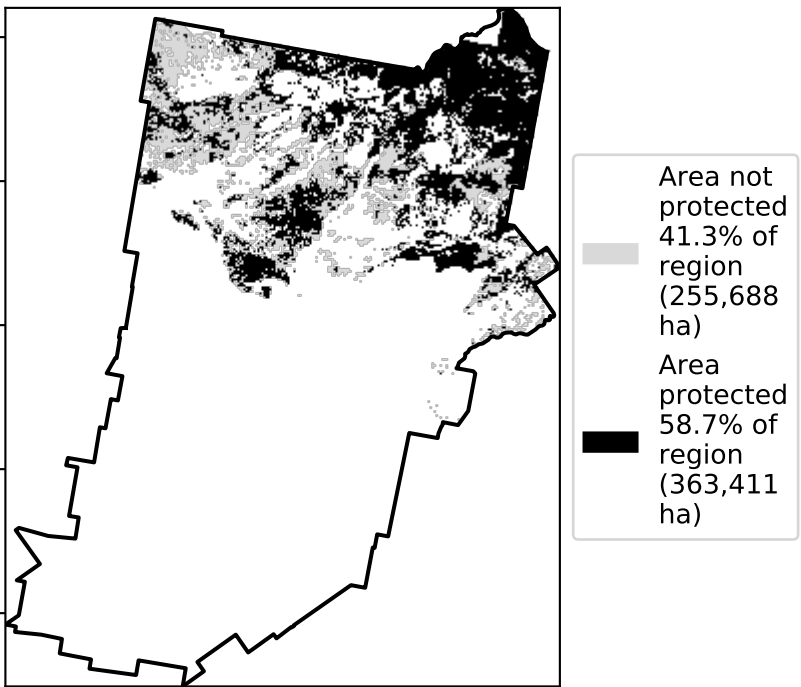 Area not
protected
41.3% of
region
(255,688
ha)
Area
protected
58.7% of
region
(363,411
ha)